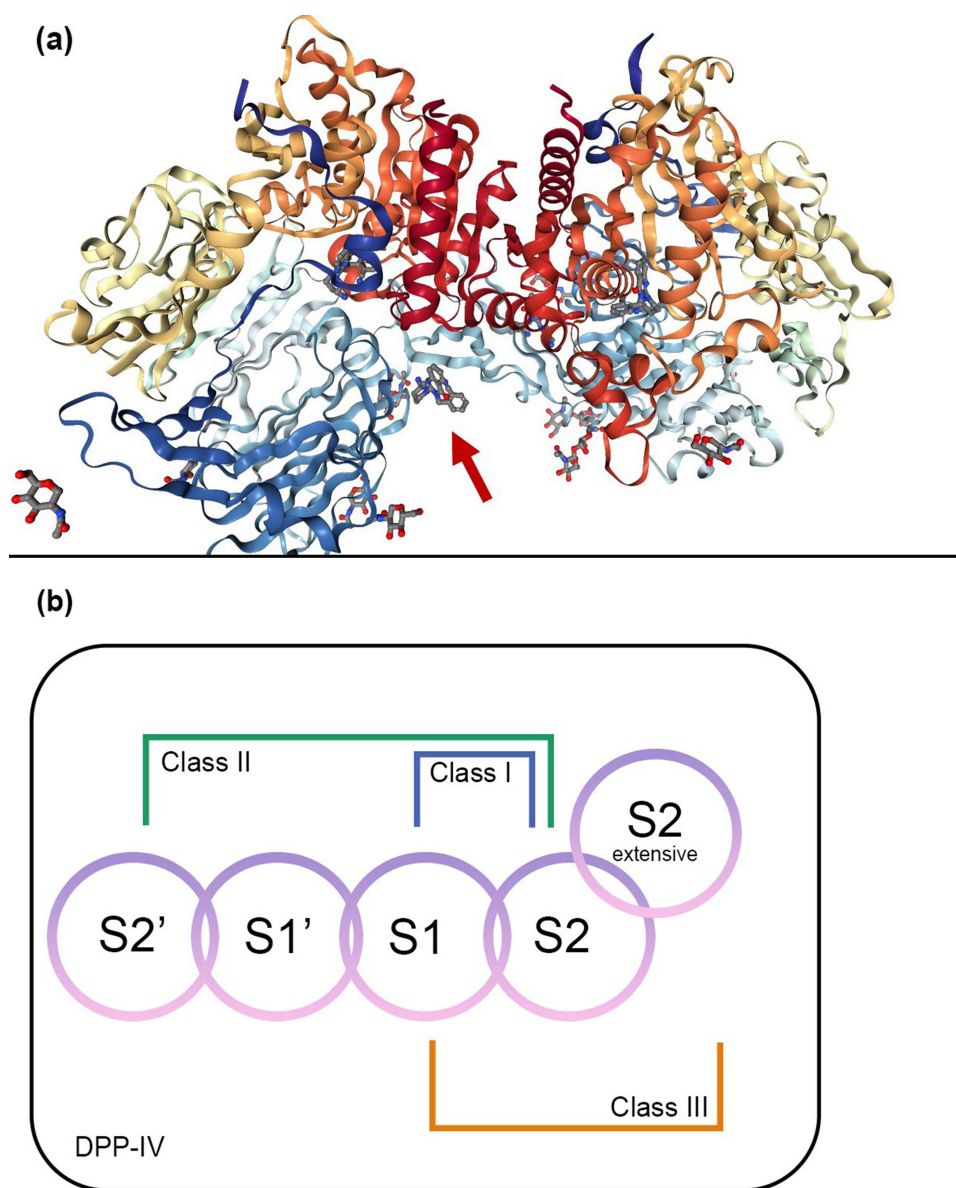 (a)
(b)
Class II
Class I
S2
extensive
S2’ S1’ S1 S2
Class III
DPP-IV